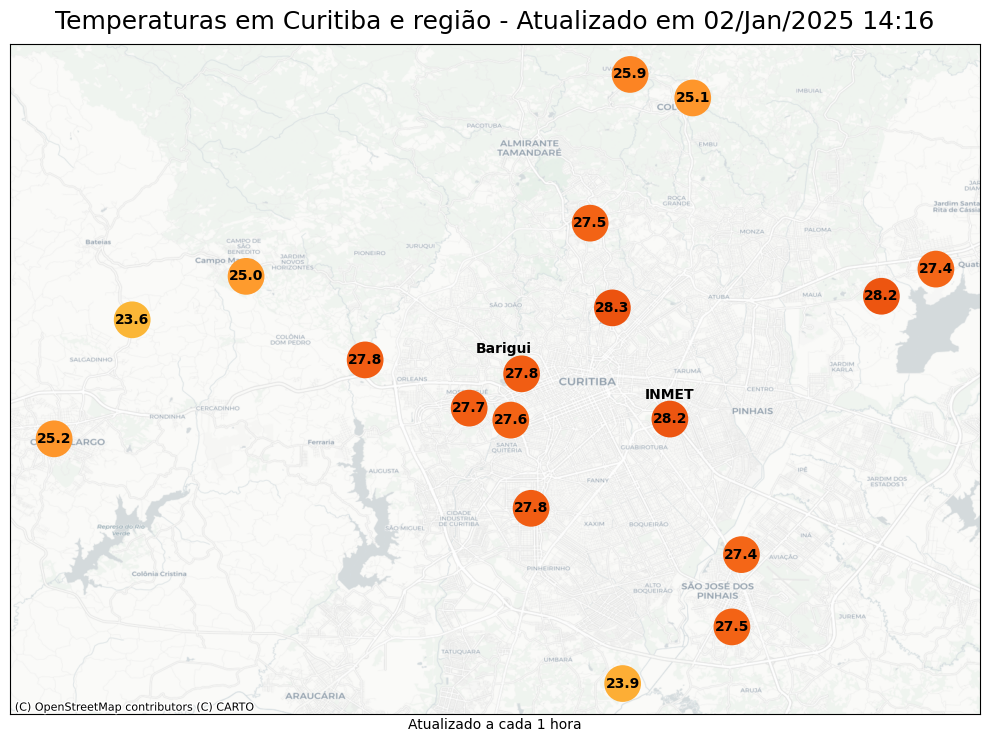 Temperaturas em Curitiba e região - Atualizado em 02/Jan/2025 14:16
25.9
25.1
IMBUIAL
PACOTUBA
EMBU
ALMIRANTE
TAMANDARÉ
ROÇA
GRANDE
Jardim Santa
Rita de Cássia
27.5
MONZA
PALOMA
Bateias
CAMPO DE
SÃO
BENEDITO
JURUQUI
PIONEIRO
JARDIM
NOVOS
HORIZONTES
Campo Ma
25.0
27.4
Quat
28.2
ATUBA
MAUÁ
SÃO JOÃO
28.3
23.6
COLÔNIA
DOM PEDRO
Barigui
SALGADINHO
27.8
27.8
JARDIM
KARLA
TARUMÃ
ORLEANS
CURITIBA
CENTRO
INMET
27.7
27.6
28.2
PINHAIS
CERCADINHO
RONDINHA
25.2
LARGO
Ferraria
SANTA
QUITÉRIA
GUABIROTUBA
AUGUSTA
IPÊ
FANNY
JARDIM DOS
ESTADOS I
27.8
CIDADE
INDUSTRIAL
DE CURITIBA
SÃO MIGUEL
XAXIM
BOQUEIRÃO
Represa do Rio
Verde
INÁ
27.4
AVIAÇÃO
Colônia Cristina
PINHEIRINHO
ALTO
BOQUEIRÃO
SÃO JOSÉ DOS
PINHAIS
JUREMA
27.5
TATUQUARA
UMBARÁ
23.9
ARUJÁ
ARAUCÁRIA
(C) OpenStreetMap contributors (C) CARTO
Atualizado a cada 1 hora